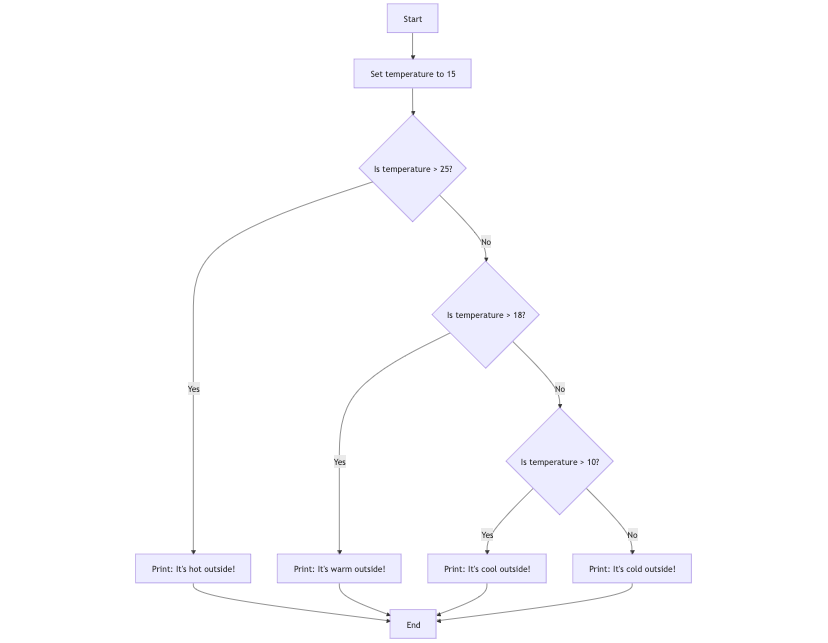 Start
Set temperature to 15
Is temperature > 25?
No
Is temperature > 18?
Yes
No
Yes
Is temperature > 10?
Yes
No
Print: It's hot outside!
Print: It's warm outside!
Print: It's cool outside!
Print: It's cold outside!
End